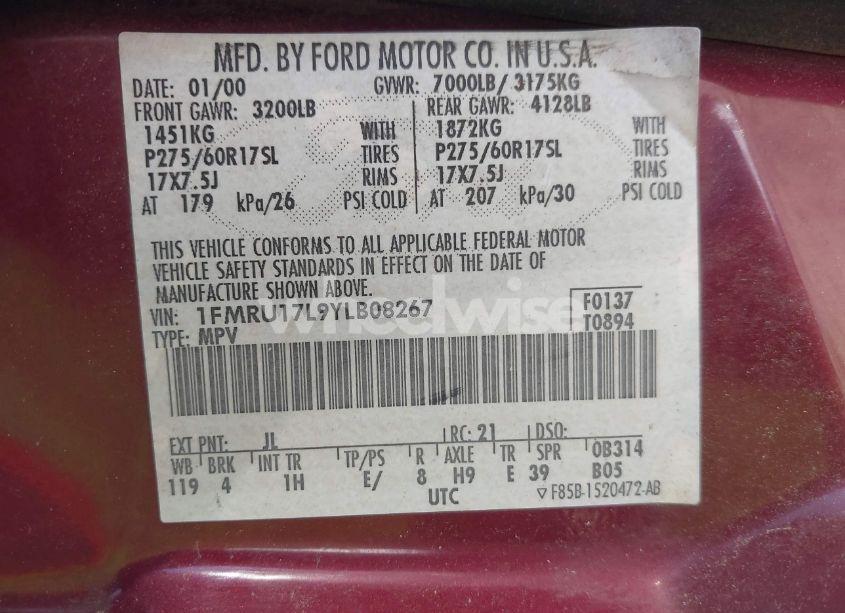 MFD. BY FORD MOTOR CO. IN U.S.A.
DATE: 01/00 GVWR: 7000LB/ 3175KG
FRONT GAWR: 3200LB REAR GAWR: 4128LB
1451KG WITH 1872KG WITH
P275/60R17SL TIRES P275/60R17SL TIRES
17X7.5J RIMS 17X7.5J RIMS
AT 179 kPa/26 PSI COLD AT 207 kPa/30 PSI COLD
THIS VEHICLE CONFORMS TO ALL APPLICABLE FEDERAL MOTOR
VEHICLE SAFETY STANDARDS IN EFFECT ON THE DATE OF
MANUFACTURE SHOWN ABOVE.
wheelwise
VIN: 1FMRU17L9YLB08267 F0137
TYPE: MPV T0894
EXT PNT: JL RC: 21 DSO:
WB BRK INT TR TP/PS R AXLE TR SPR 0B314
119 4 1H E/ 8 H9 E 39 B05
UTC ▽ F85B-1520472-AB